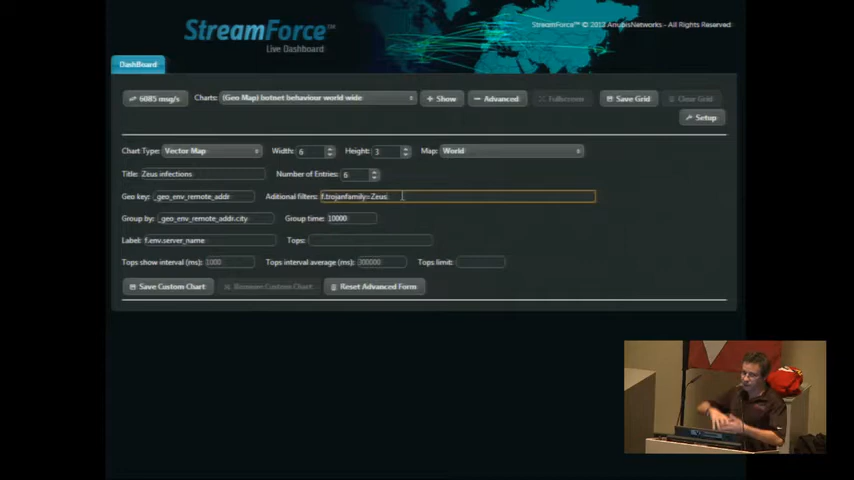 StreamForce™
Live Dashboard
StreamForce™ © 2017 AnubisNetworks - All Rights Reserved.
DashBoard
6085 msg/s Charts: (Geo Map) botnet behaviour world wide Show Advanced Fullscreen Save Grid Clear Grid
Setup
Chart Type: Vector Map Width: 6 Height: 3 Map: World
Title: Zeus infections Number of Entries: 6
Geo key: _geo_env_remote_addr Aditional filters: f.trojanfamily=Zeus
Group by: _geo_env_remote_addr.city Group time: 10000
Label: f.env.server_name Tops:
Tops show interval (ms): 1000 Tops interval average (ms): 300000 Tops limit:
Save Custom Chart Remove Custom Chart Reset Advanced Form